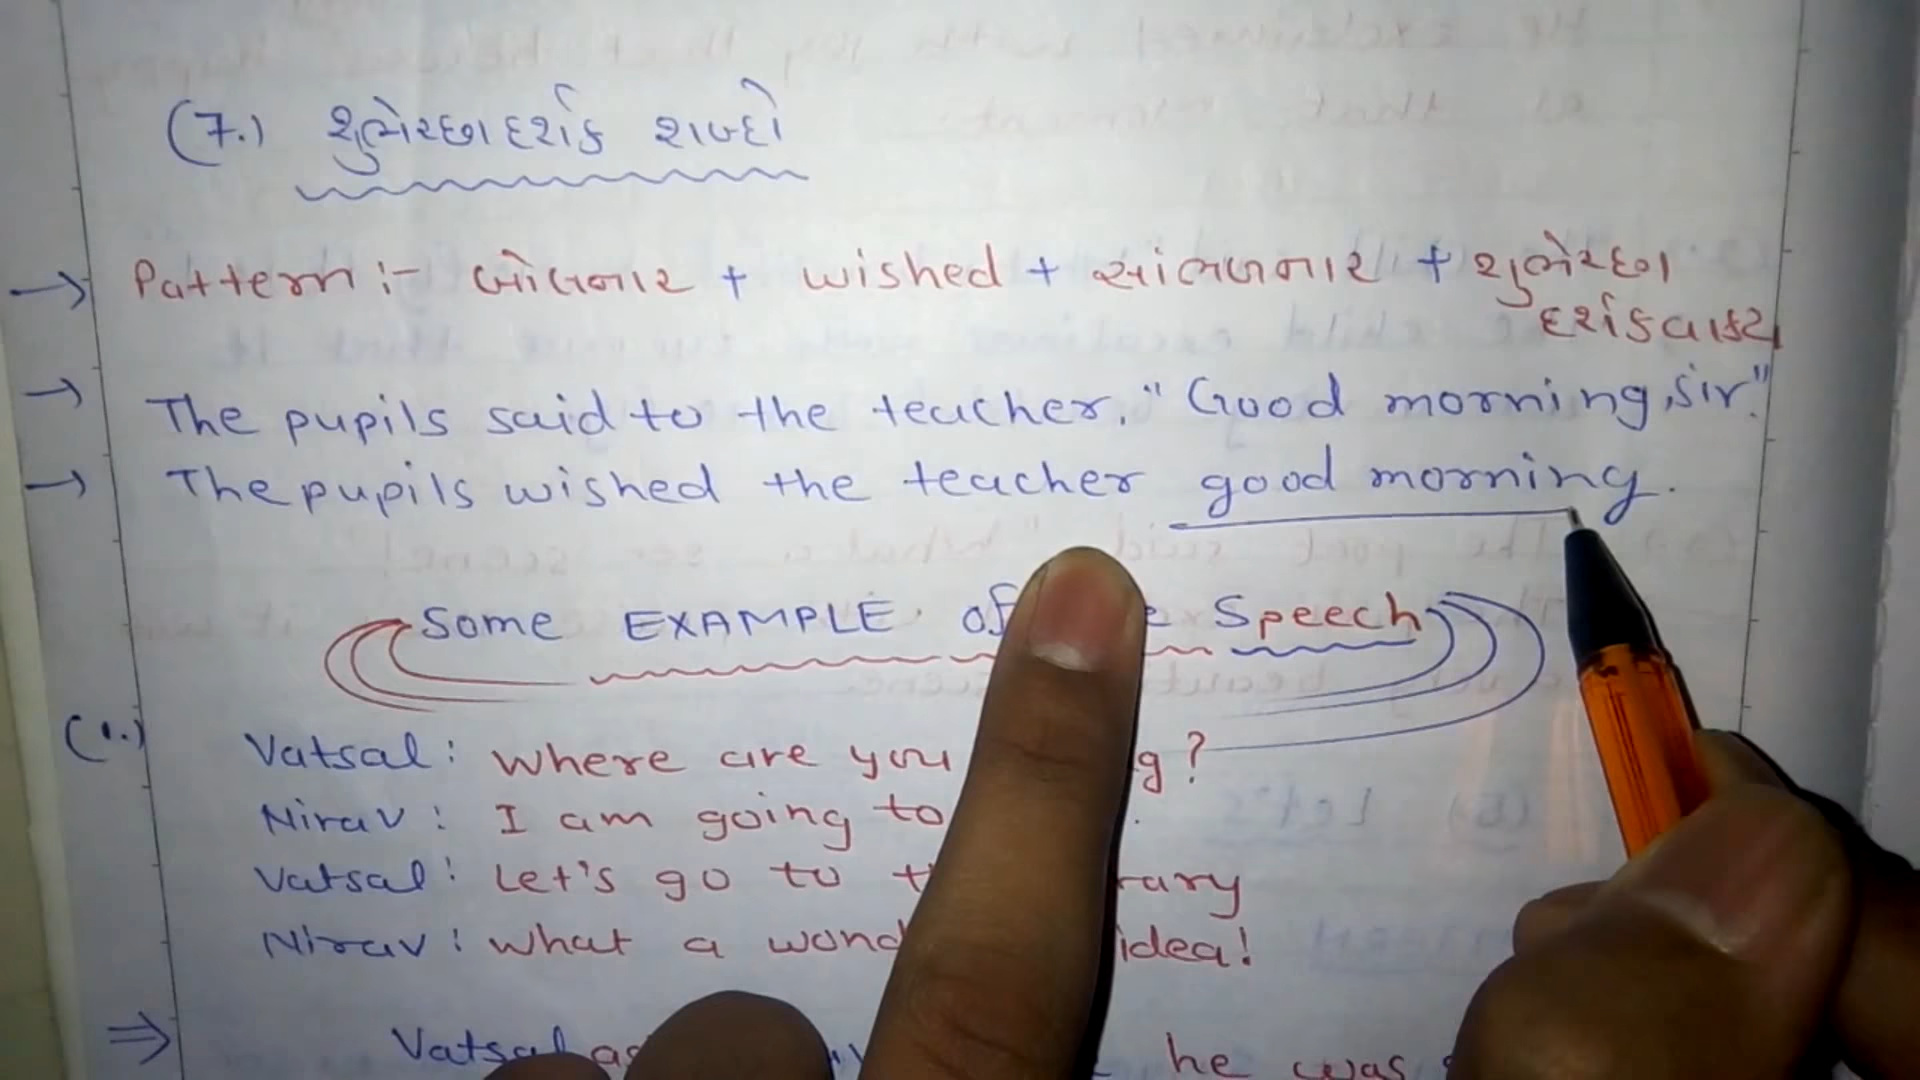 (7.) શુભેચ્છા દર્શક શબ્દો
→ Pattern :- બોલનાર + wished + સાંભળનાર + શુભેચ્છા
દર્શક વાક્ય
→ The pupils said to the teacher. "Good morning, Sir."
→ The pupils wished the teacher good morning.
Some EXAMPLE of Speech
(1.) Vatsal : Where are you ?
Nirav : I am going to
Vatsal : Let's go to
Nirav : What a idea!
⇒ Vatsal he was